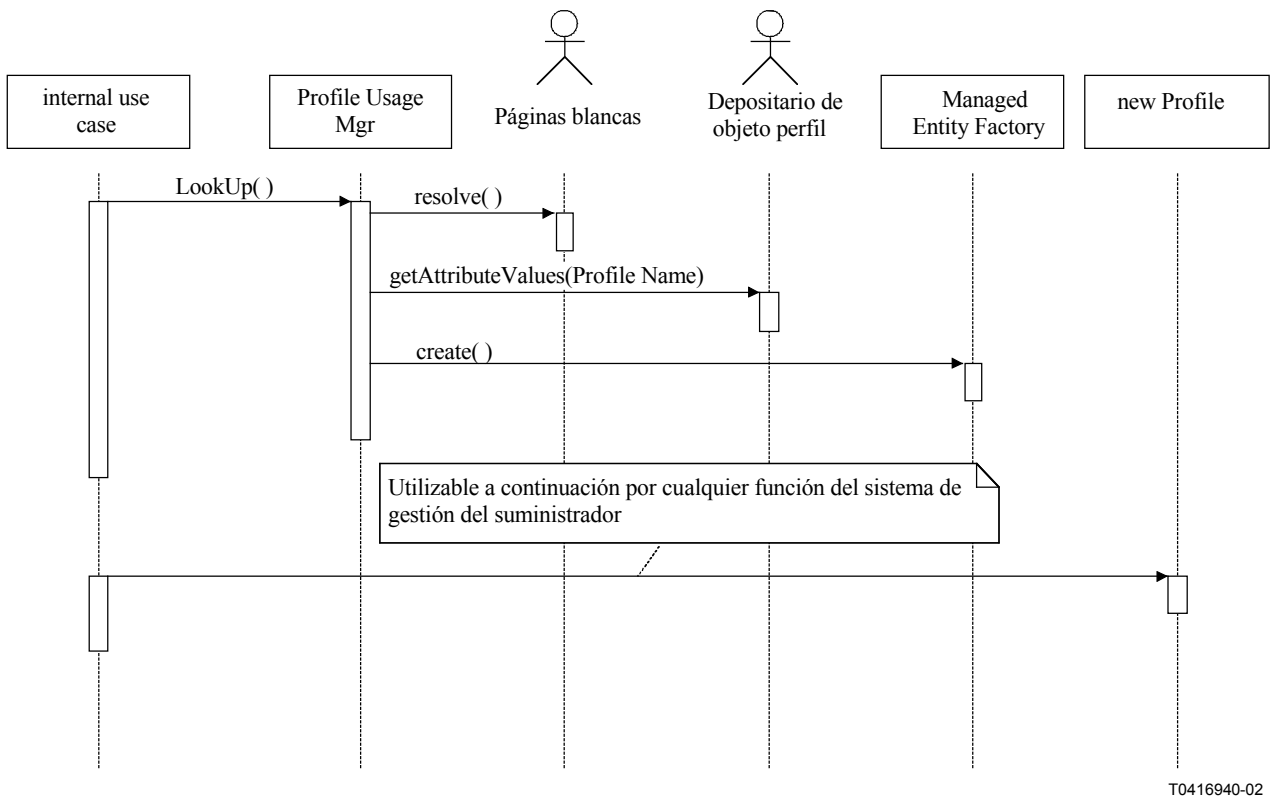 internal use
case
Profile Usage
Mgr
Páginas blancas
Depositario de
objeto perfil
Managed
Entity Factory
new Profile
LookUp( )
resolve( )
getAttributeValues(Profile Name)
create( )
Utilizable a continuación por cualquier función del sistema de
gestión del suministrador
T0416940-02